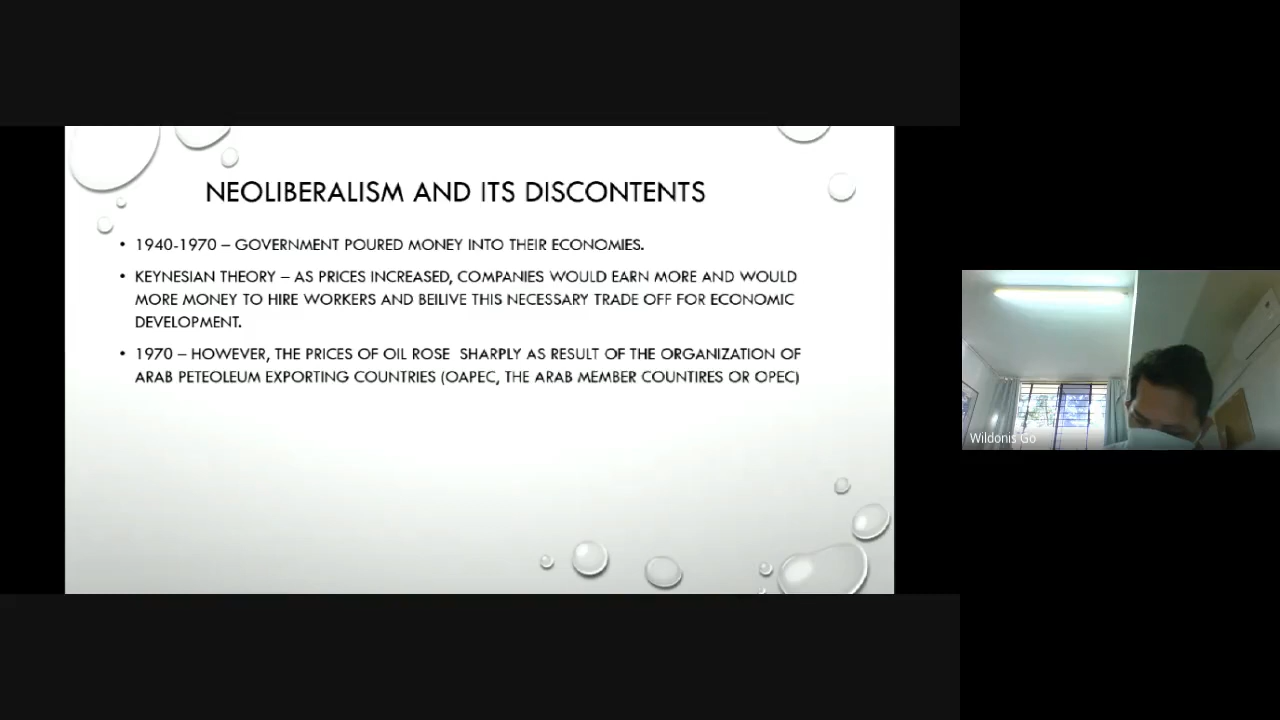 NEOLIBERALISM AND ITS DISCONTENTS
• 1940-1970 – GOVERNMENT POURED MONEY INTO THEIR ECONOMIES.
• KEYNESIAN THEORY – AS PRICES INCREASED, COMPANIES WOULD EARN MORE AND WOULD
MORE MONEY TO HIRE WORKERS AND BEILIVE THIS NECESSARY TRADE OFF FOR ECONOMIC
DEVELOPMENT.
• 1970 – HOWEVER, THE PRICES OF OIL ROSE SHARPLY AS RESULT OF THE ORGANIZATION OF
ARAB PETEOLEUM EXPORTING COUNTRIES (OAPEC, THE ARAB MEMBER COUNTIRES OR OPEC)
Wildonis Go